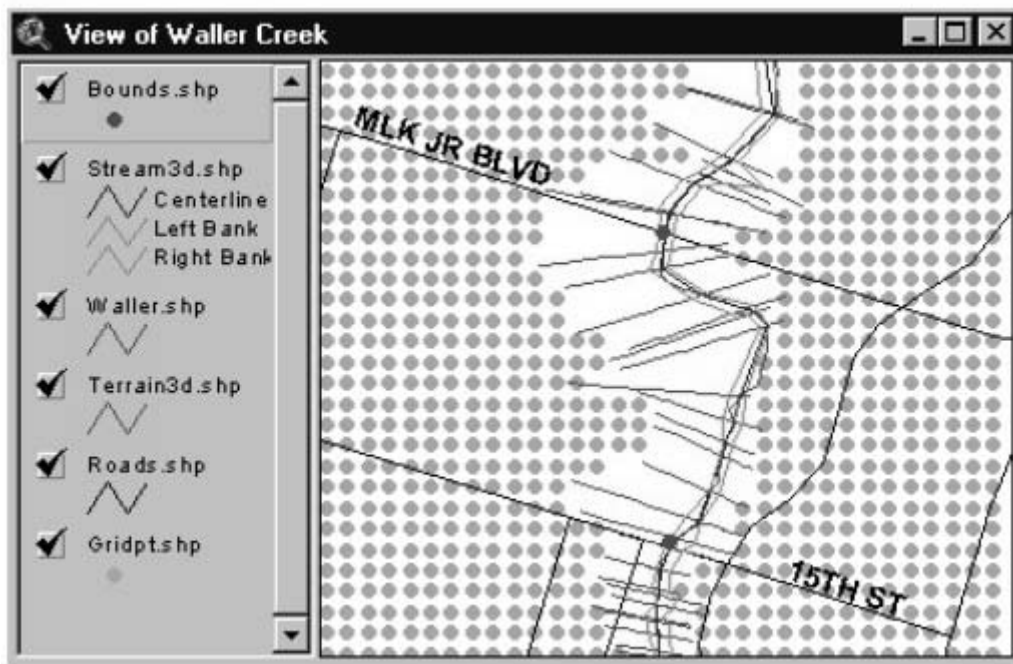 View of Waller Creek
Bounds.shp
Stream3d.shp
Centerline
Left Bank
Right Bank
Waller.shp
Terrain3d.shp
Roads.shp
Gridpt.shp
MLK JR BLVD
15TH ST